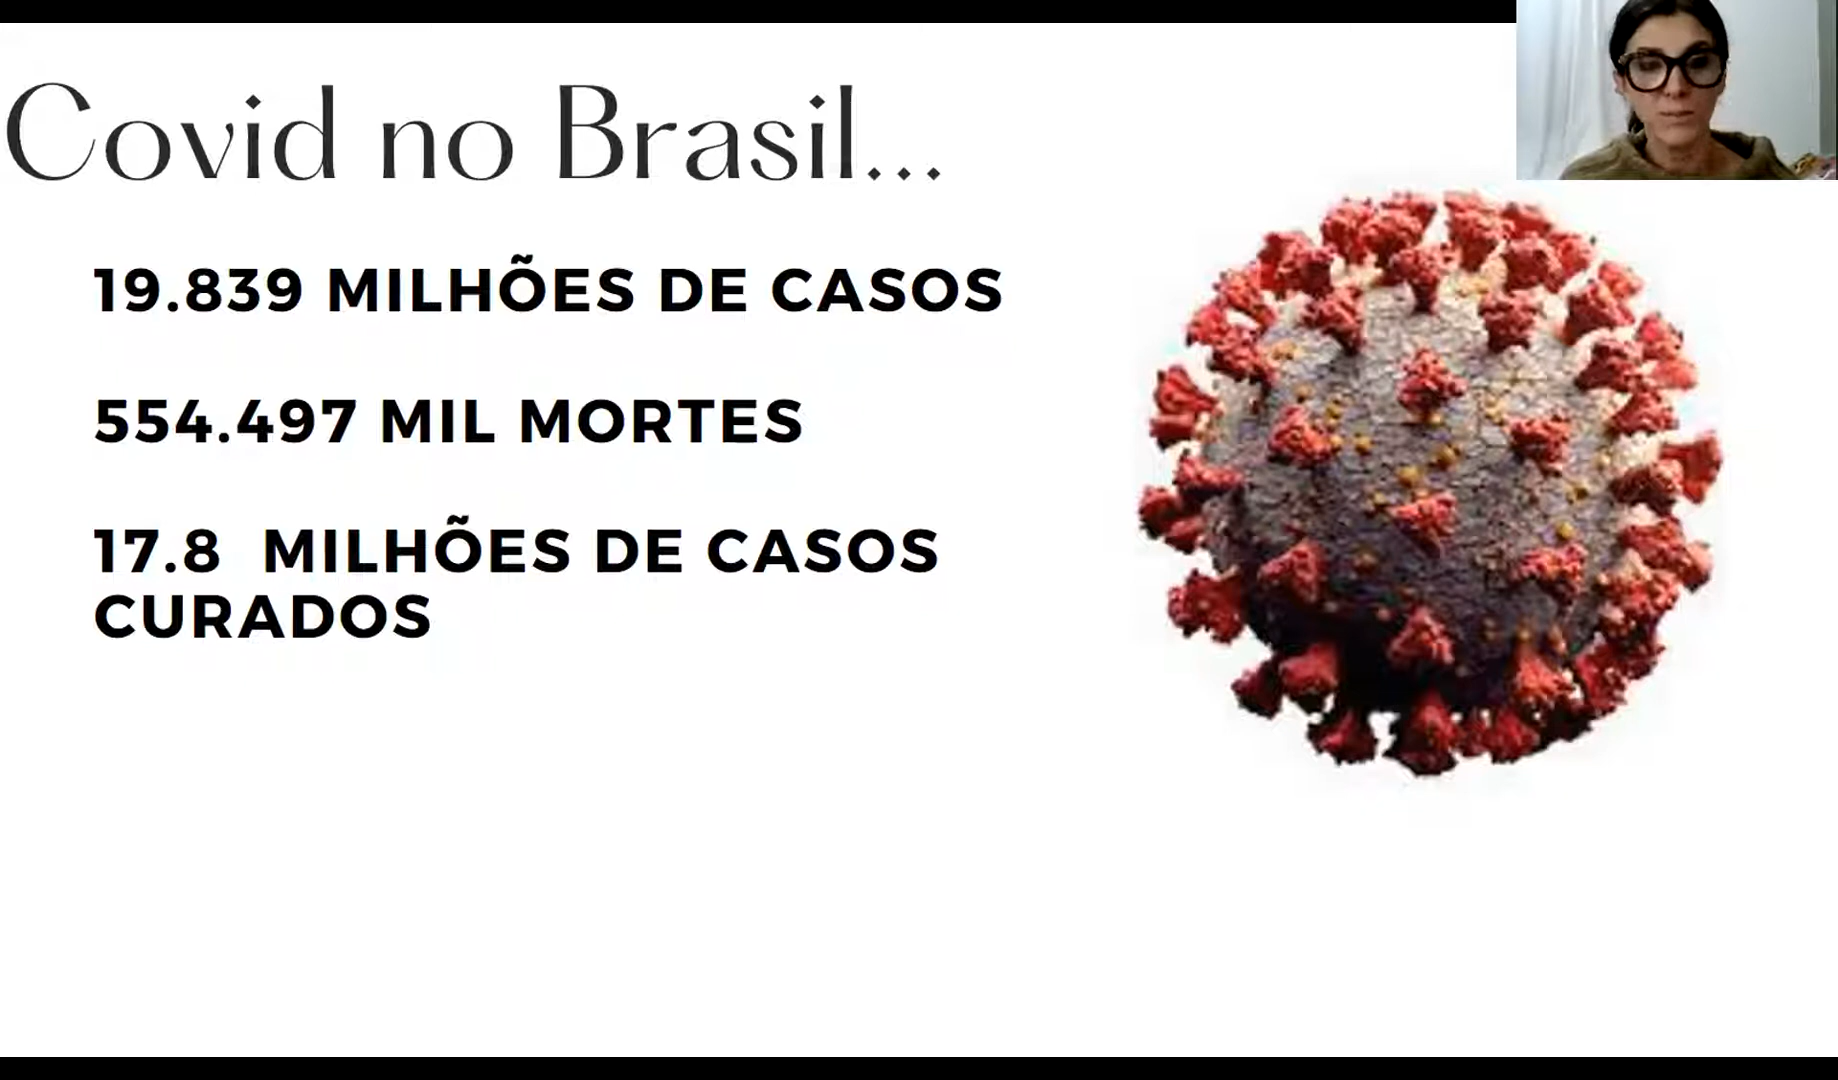 Covid no Brasil...
19.839 MILHÕES DE CASOS
554.497 MIL MORTES
17.8 MILHÕES DE CASOS
CURADOS